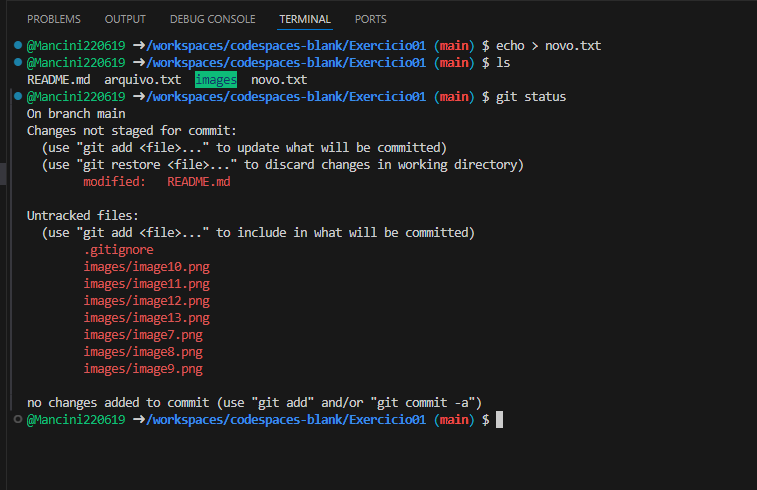 PROBLEMS OUTPUT DEBUG CONSOLE TERMINAL PORTS
@Mancini220619 ➜/workspaces/codespaces-blank/Exercicio01 (main) $ echo > novo.txt
@Mancini220619 ➜/workspaces/codespaces-blank/Exercicio01 (main) $ ls
README.md arquivo.txt images novo.txt
@Mancini220619 ➜/workspaces/codespaces-blank/Exercicio01 (main) $ git status
On branch main
Changes not staged for commit:
  (use "git add <file>..." to update what will be committed)
  (use "git restore <file>..." to discard changes in working directory)
        modified:   README.md

Untracked files:
  (use "git add <file>..." to include in what will be committed)
        .gitignore
        images/image10.png
        images/image11.png
        images/image12.png
        images/image13.png
        images/image7.png
        images/image8.png
        images/image9.png

no changes added to commit (use "git add" and/or "git commit -a")
@Mancini220619 ➜/workspaces/codespaces-blank/Exercicio01 (main) $